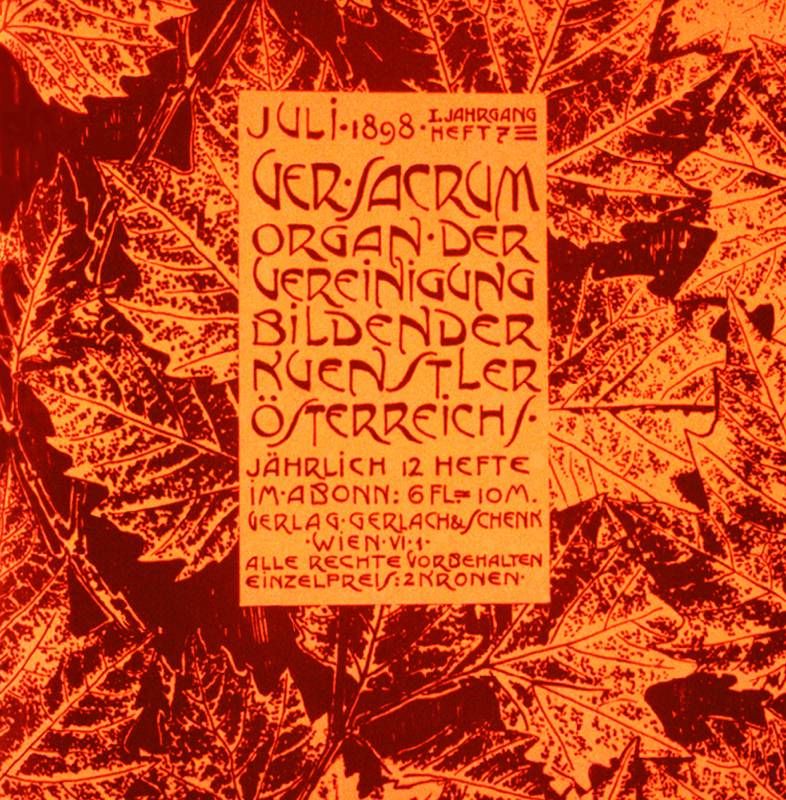 JULI·1898· I. JAHRGANG
HEFT 7
VER·SACRUM
ORGAN·DER
VEREINIGUNG
BILDENDER
KUENSTLER
ÖSTERREICHS·
JÄHRLICH 12 HEFTE
IM·ABONN: 6 FL= 10 M.
VERLAG·GERLACH&SCHENK
·WIEN·VI·1·
ALLE RECHTE VORBEHALTEN
EINZELPREIS: 2 KRONEN·